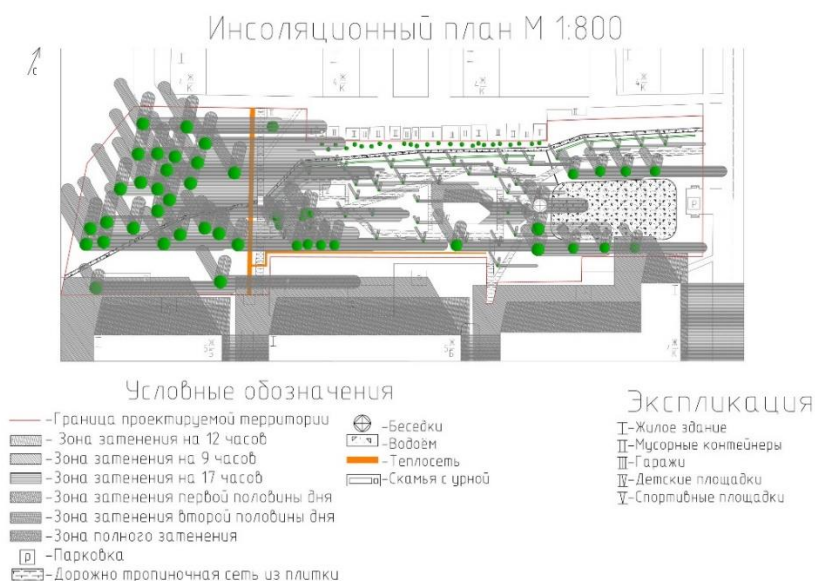 Инсоляционный план М 1:800
С
Условные обозначения
-Граница проектируемой территории
- Зона затенения на 12 часов
-Зона затенения на 9 часов
-Зона затенения на 17 часов
-Зона затенения первой половины дня
-Зона затенения второй половины дня
-Зона полного затенения
P -Парковка
-Дорожно тропиночная сеть из плитки
-Беседки
-Водоём
-Теплосеть
-Скамья с урной
Экспликация
I-Жилое здание
II-Мусорные контейнеры
III-Гаражи
IV-Детские площадки
V-Спортивные площадки